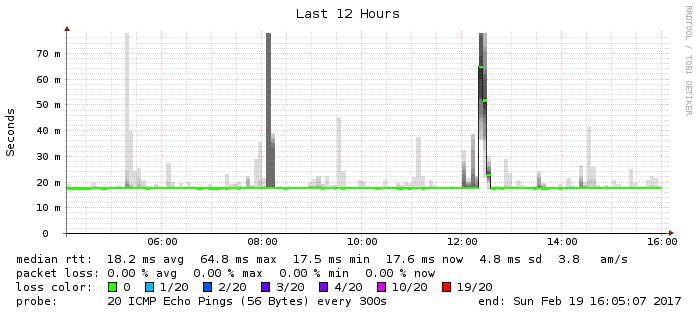 Last 12 Hours
RRDTOOL / TOBI OETIKER
Seconds
70 m
60 m
50 m
40 m
30 m
20 m
10 m
0
06:00 08:00 10:00 12:00 14:00 16:00
median rtt: 18.2 ms avg 64.8 ms max 17.5 ms min 17.6 ms now 4.8 ms sd 3.8 am/s
packet loss: 0.00 % avg 0.00 % max 0.00 % min 0.00 % now
loss color: 0 1/20 2/20 3/20 4/20 10/20 19/20
probe: 20 ICMP Echo Pings (56 Bytes) every 300s end: Sun Feb 19 16:05:07 2017